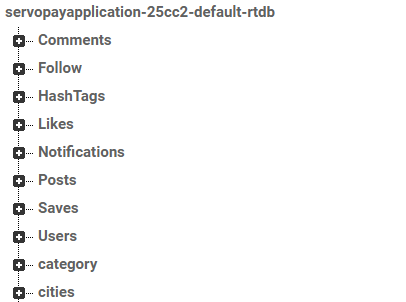 servopayapplication-25cc2-default-rtdb
Comments
Follow
HashTags
Likes
Notifications
Posts
Saves
Users
category
cities